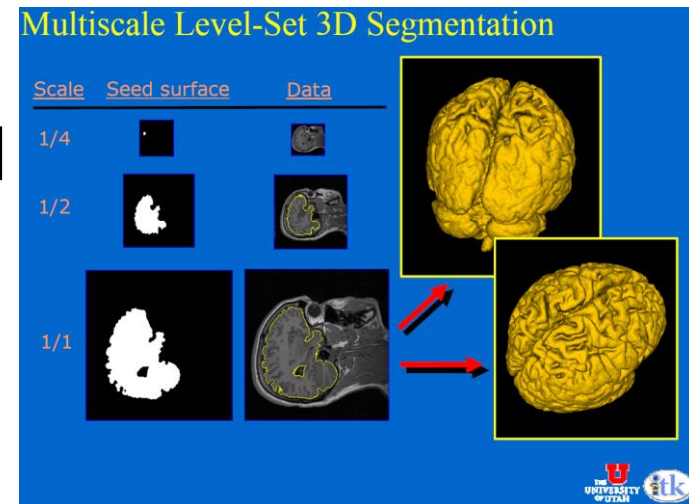 Multiscale Level-Set 3D Segmentation
Scale Seed surface Data
1/4
1/2
1/1
THE
UNIVERSITY
OF UTAH
itk